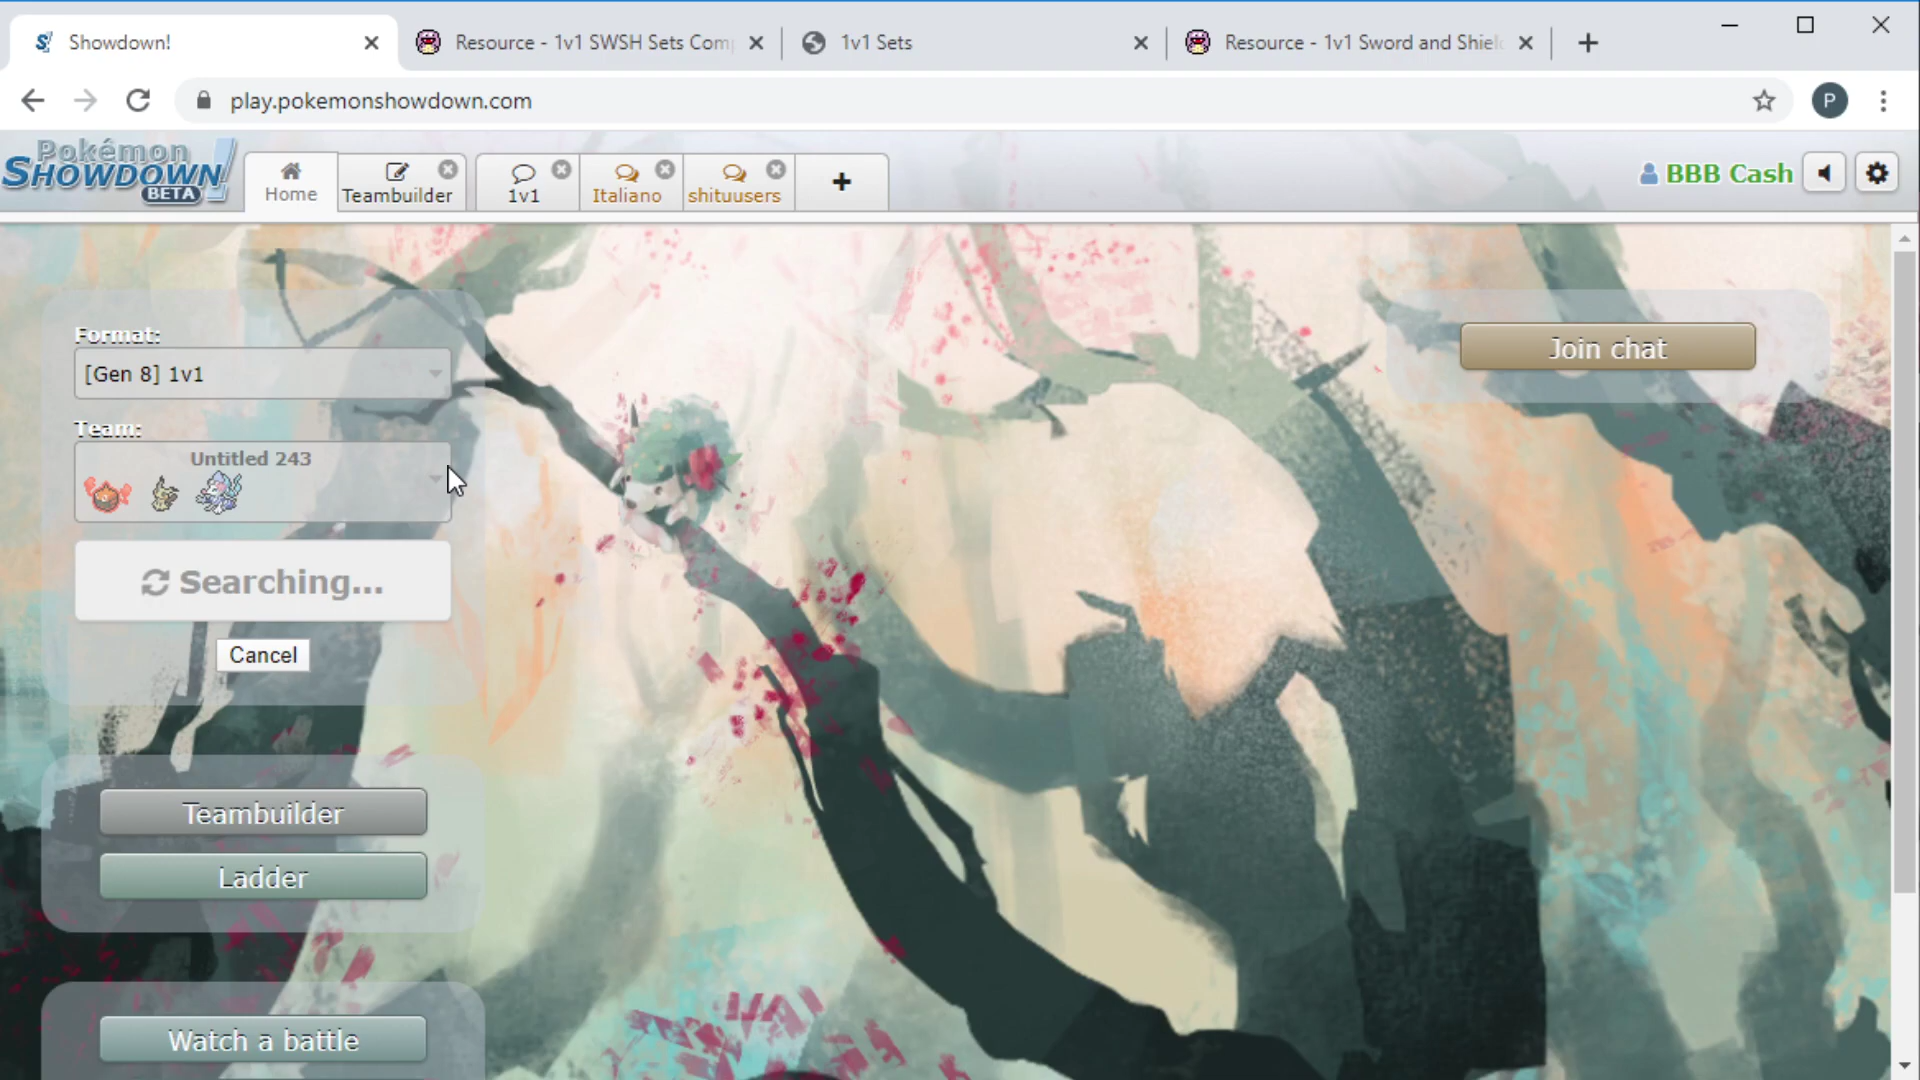 Showdown!
Resource - 1v1 SWSH Sets Com
1v1 Sets
Resource - 1v1 Sword and Shiel
play.pokemonshowdown.com
P
Pokémon
SHOWDOWN!
BETA
Home
Teambuilder
1v1
Italiano
shituusers
BBB Cash
Format:
[Gen 8] 1v1
Team:
Untitled 243
Searching...
Cancel
Teambuilder
Ladder
Watch a battle
Join chat